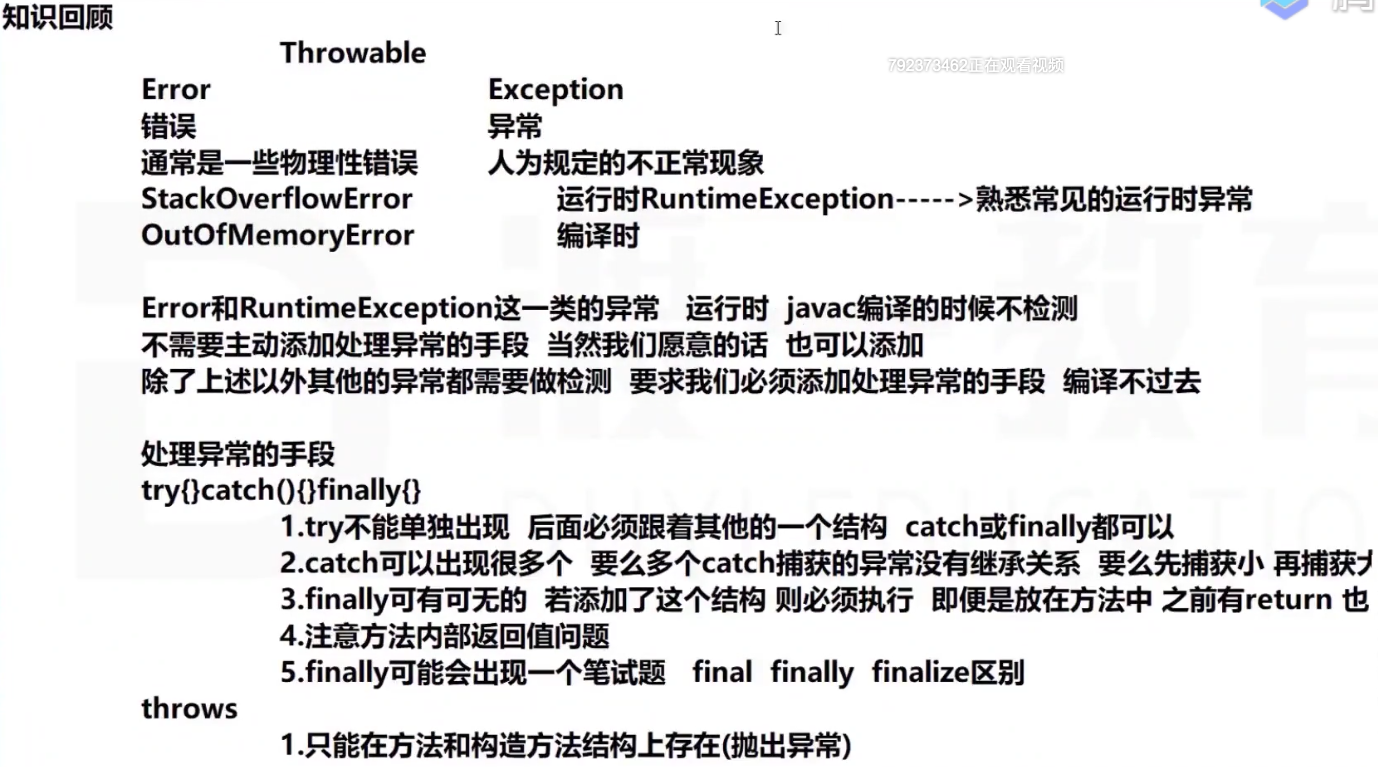 知识回顾
Throwable
792373462正在观看视频
Error Exception
错误 异常
通常是一些物理性错误 人为规定的不正常现象
StackOverflowError 运行时RuntimeException----->熟悉常见的运行时异常
OutOfMemoryError 编译时
Error和RuntimeException这一类的异常 运行时 javac编译的时候不检测
不需要主动添加处理异常的手段 当然我们愿意的话 也可以添加
除了上述以外其他的异常都需要做检测 要求我们必须添加处理异常的手段 编译不过去
处理异常的手段
try{}catch(){}finally{}
1.try不能单独出现 后面必须跟着其他的一个结构 catch或finally都可以
2.catch可以出现很多个 要么多个catch捕获的异常没有继承关系 要么先捕获小 再捕获大
3.finally可有可无的 若添加了这个结构 则必须执行 即便是放在方法中 之前有return 也
4.注意方法内部返回值问题
5.finally可能会出现一个笔试题 final finally finalize区别
throws
1.只能在方法和构造方法结构上存在(抛出异常)
渡一教育
DUYI EDUCATION